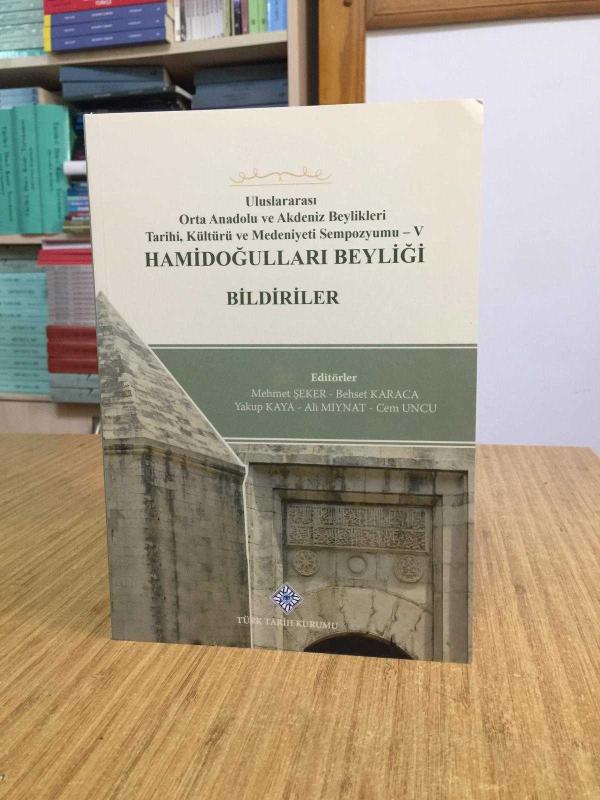 Uluslararası
Orta Anadolu ve Akdeniz Beylikleri
Tarihi, Kültürü ve Medeniyeti Sempozyumu – V
HAMİDOĞULLARI BEYLİĞİ
BİLDİRİLER
Editörler
Mehmet ŞEKER - Behset KARACA
Yakup KAYA - Ali MIYNAT - Cem UNCU
TÜRK TARİH KURUMU